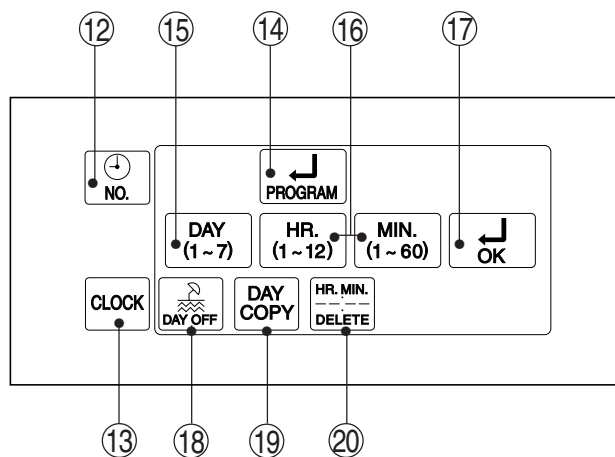 ⑫ ⑮ ⑭ ⑯ ⑰
NO.
PROGRAM
DAY
(1~7)
HR.
(1~12)
MIN.
(1~60)
OK
CLOCK
DAY OFF
DAY
COPY
HR. MIN.
--:--
DELETE
⑬ ⑱ ⑲ ⑳